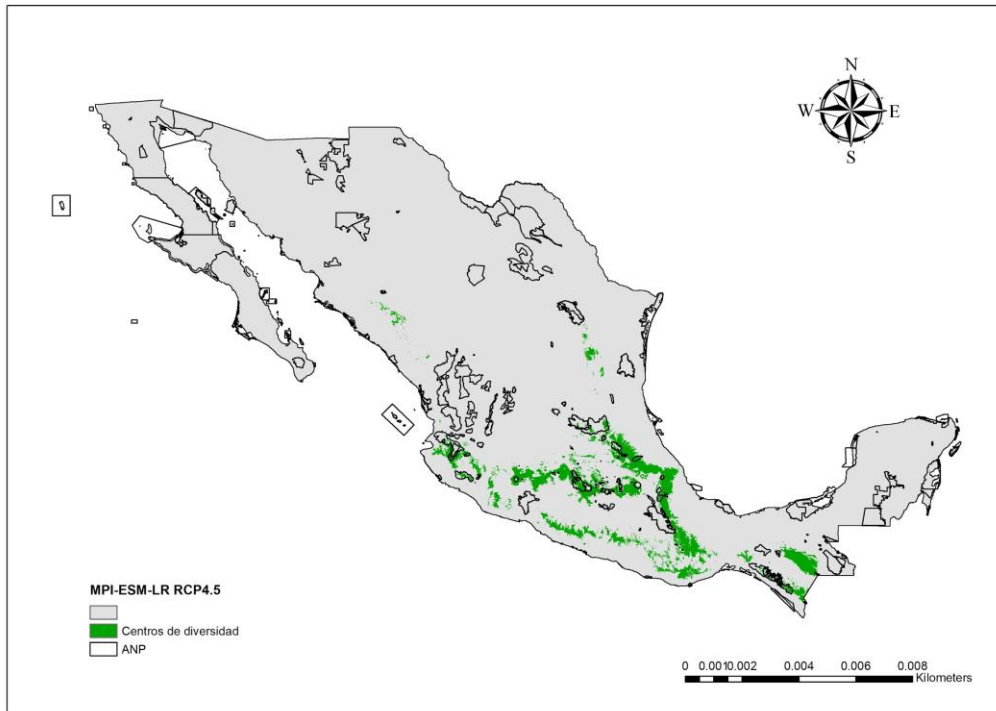 N
W E
S
MPI-ESM-LR RCP4.5
Centros de diversidad
ANP
0 0.0010.002 0.004 0.006 0.008
Kilometers